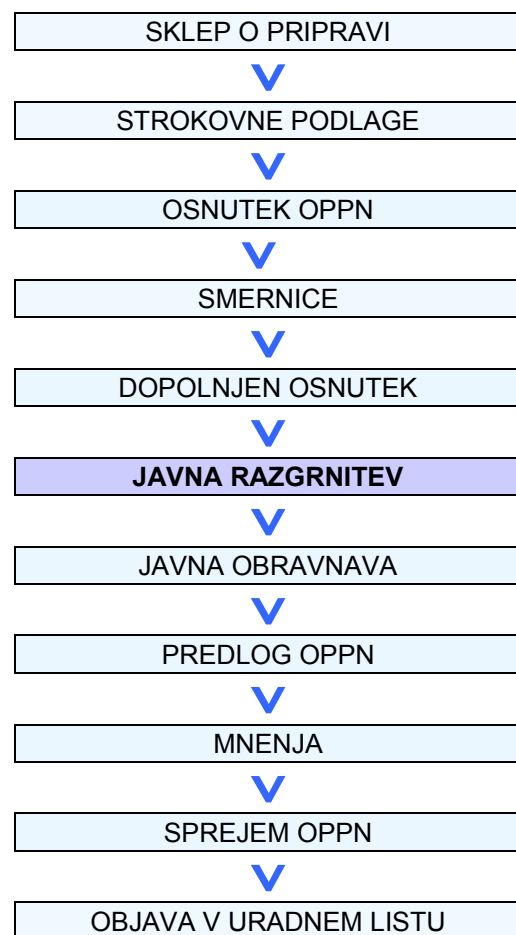 SKLEP O PRIPRAVI
STROKOVNE PODLAGE
OSNUTEK OPPN
SMERNICE
DOPOLNJEN OSNUTEK
JAVNA RAZGRNITEV
JAVNA OBRAVNAVA
PREDLOG OPPN
MNENJA
SPREJEM OPPN
OBJAVA V URADNEM LISTU